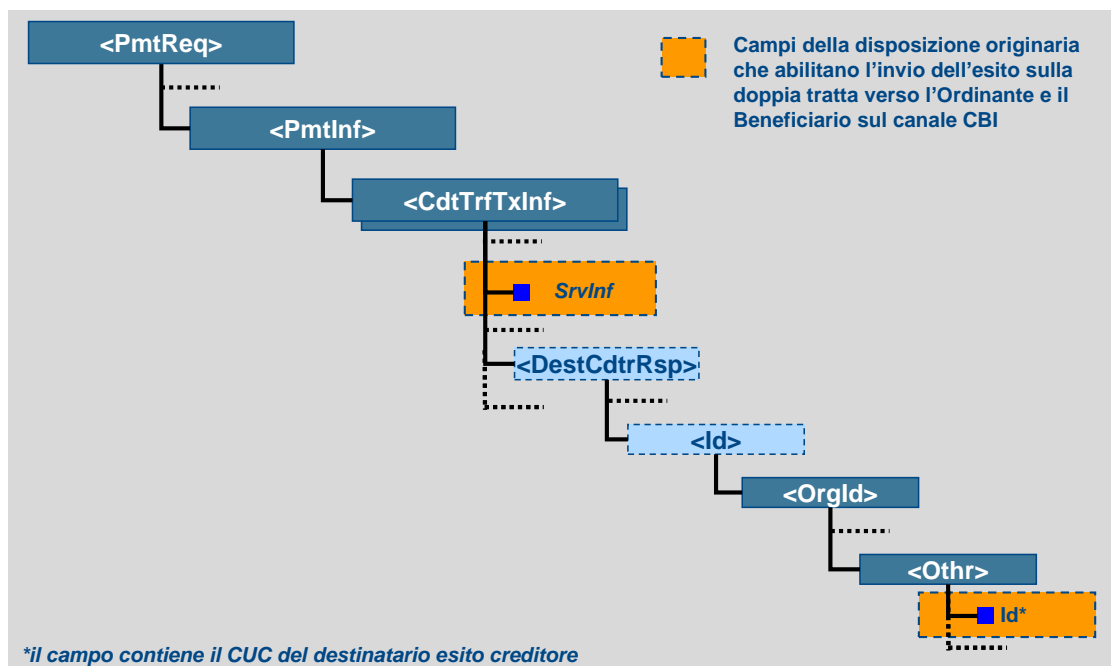 <PmtReq>
Campi della disposizione originaria
che abilitano l'invio dell'esito sulla
doppia tratta verso l'Ordinante e il
Beneficiario sul canale CBI
<PmtInf>
<CdtTrfTxInf>
SrvInf
<DestCdtrRsp>
<Id>
<OrgId>
<Othr>
Id*
*il campo contiene il CUC del destinatario esito creditore